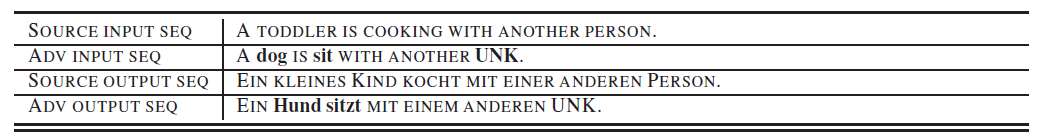 SOURCE INPUT SEQ A TODDLER IS COOKING WITH ANOTHER PERSON.
ADV INPUT SEQ A dog IS sit WITH ANOTHER UNK.
SOURCE OUTPUT SEQ EIN KLEINES KIND KOCHT MIT EINER ANDEREN PERSON.
ADV OUTPUT SEQ EIN Hund sitzt MIT EINEM ANDEREN UNK.